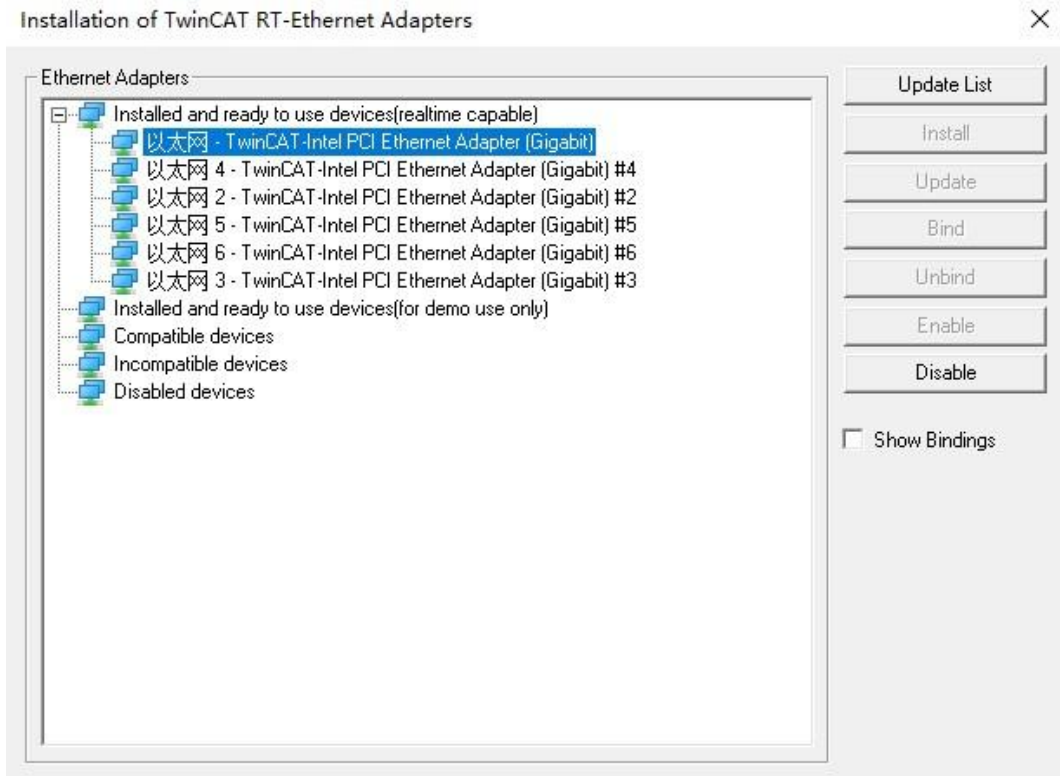 Installation of TwinCAT RT-Ethernet Adapters
Ethernet Adapters
Installed and ready to use devices(realtime capable)
以太网 - TwinCAT-Intel PCI Ethernet Adapter (Gigabit)
以太网 4 - TwinCAT-Intel PCI Ethernet Adapter (Gigabit) #4
以太网 2 - TwinCAT-Intel PCI Ethernet Adapter (Gigabit) #2
以太网 5 - TwinCAT-Intel PCI Ethernet Adapter (Gigabit) #5
以太网 6 - TwinCAT-Intel PCI Ethernet Adapter (Gigabit) #6
以太网 3 - TwinCAT-Intel PCI Ethernet Adapter (Gigabit) #3
Installed and ready to use devices(for demo use only)
Compatible devices
Incompatible devices
Disabled devices
Update List
Install
Update
Bind
Unbind
Enable
Disable
Show Bindings